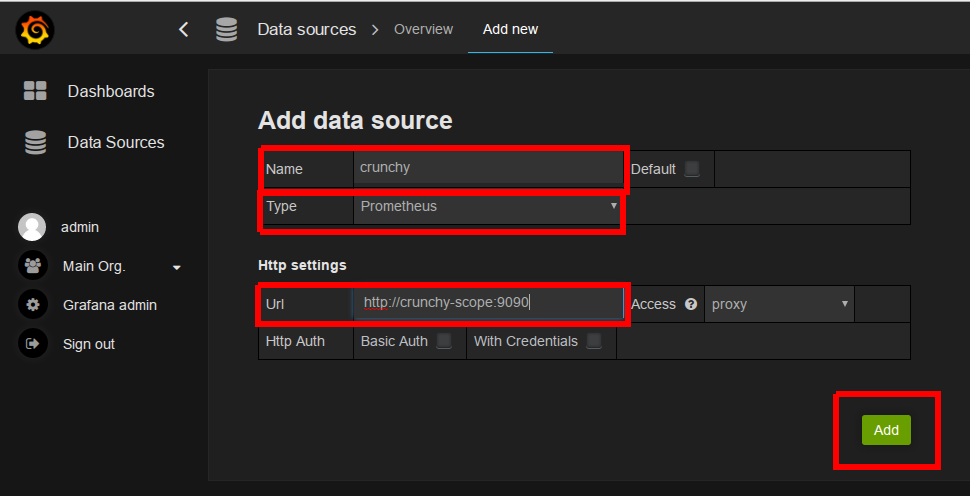 Data sources > Overview Add new
Dashboards
Data Sources
admin
Main Org.
Grafana admin
Sign out
Add data source
Name crunchy Default
Type Prometheus
Http settings
Url http://crunchy-scope:9090 Access ? proxy
Http Auth Basic Auth With Credentials
Add